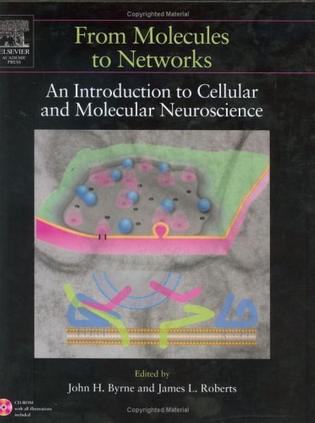 Copyrighted Material
ELSEVIER
ACADEMIC
PRESS
From Molecules
to Networks
An Introduction to Cellular
and Molecular Neuroscience
Edited by
John H. Byrne and James L. Roberts
CD-ROM
with all illustrations
included
Copyrighted Material